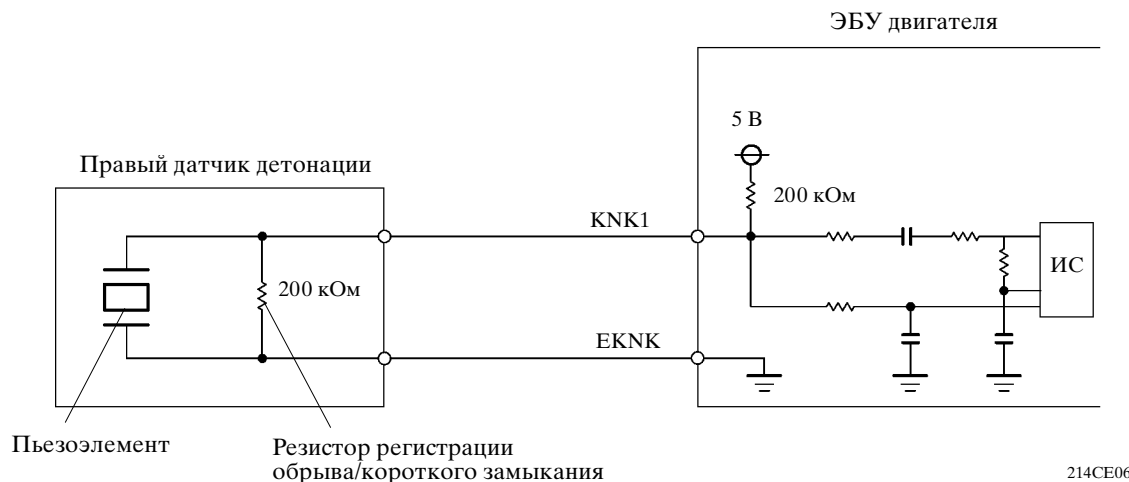 ЭБУ двигателя
5 В
Правый датчик детонации
200 кОм
KNK1
ИС
200 кОм
EKNK
Пьезоэлемент
Резистор регистрации
обрыва/короткого замыкания
214CE06